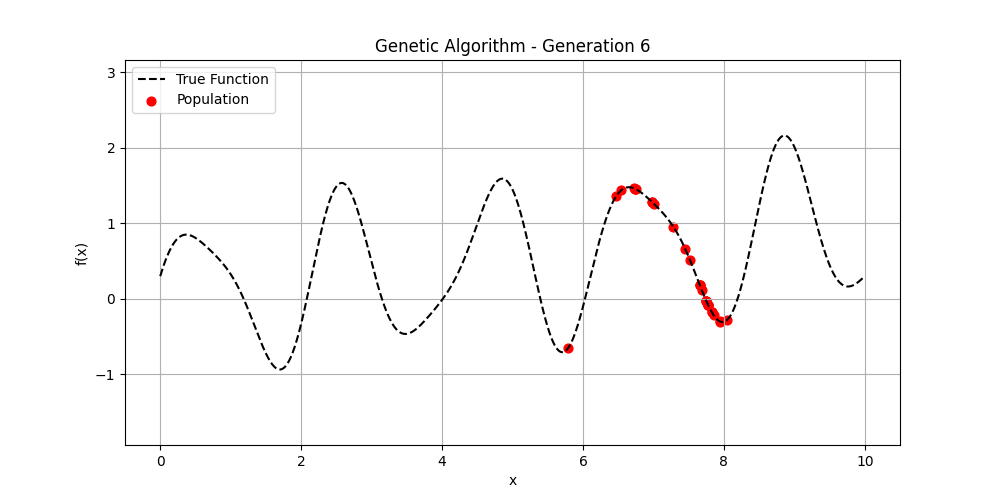 Genetic Algorithm - Generation 6
True Function
Population
f(x)
3
2
1
0
−1
0 2 4 6 8 10
x